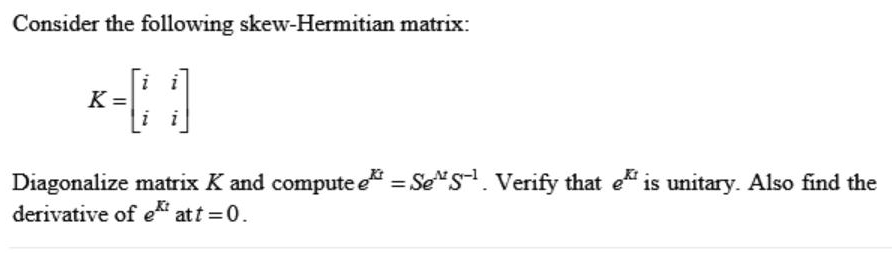 Consider the following skew-Hermitian matrix:
K = [i i
i i]
Diagonalize matrix K and compute e^{Kt} = Se^{Λt}S^{-1}. Verify that e^{Kt} is unitary. Also find the
derivative of e^{Kt} at t = 0.